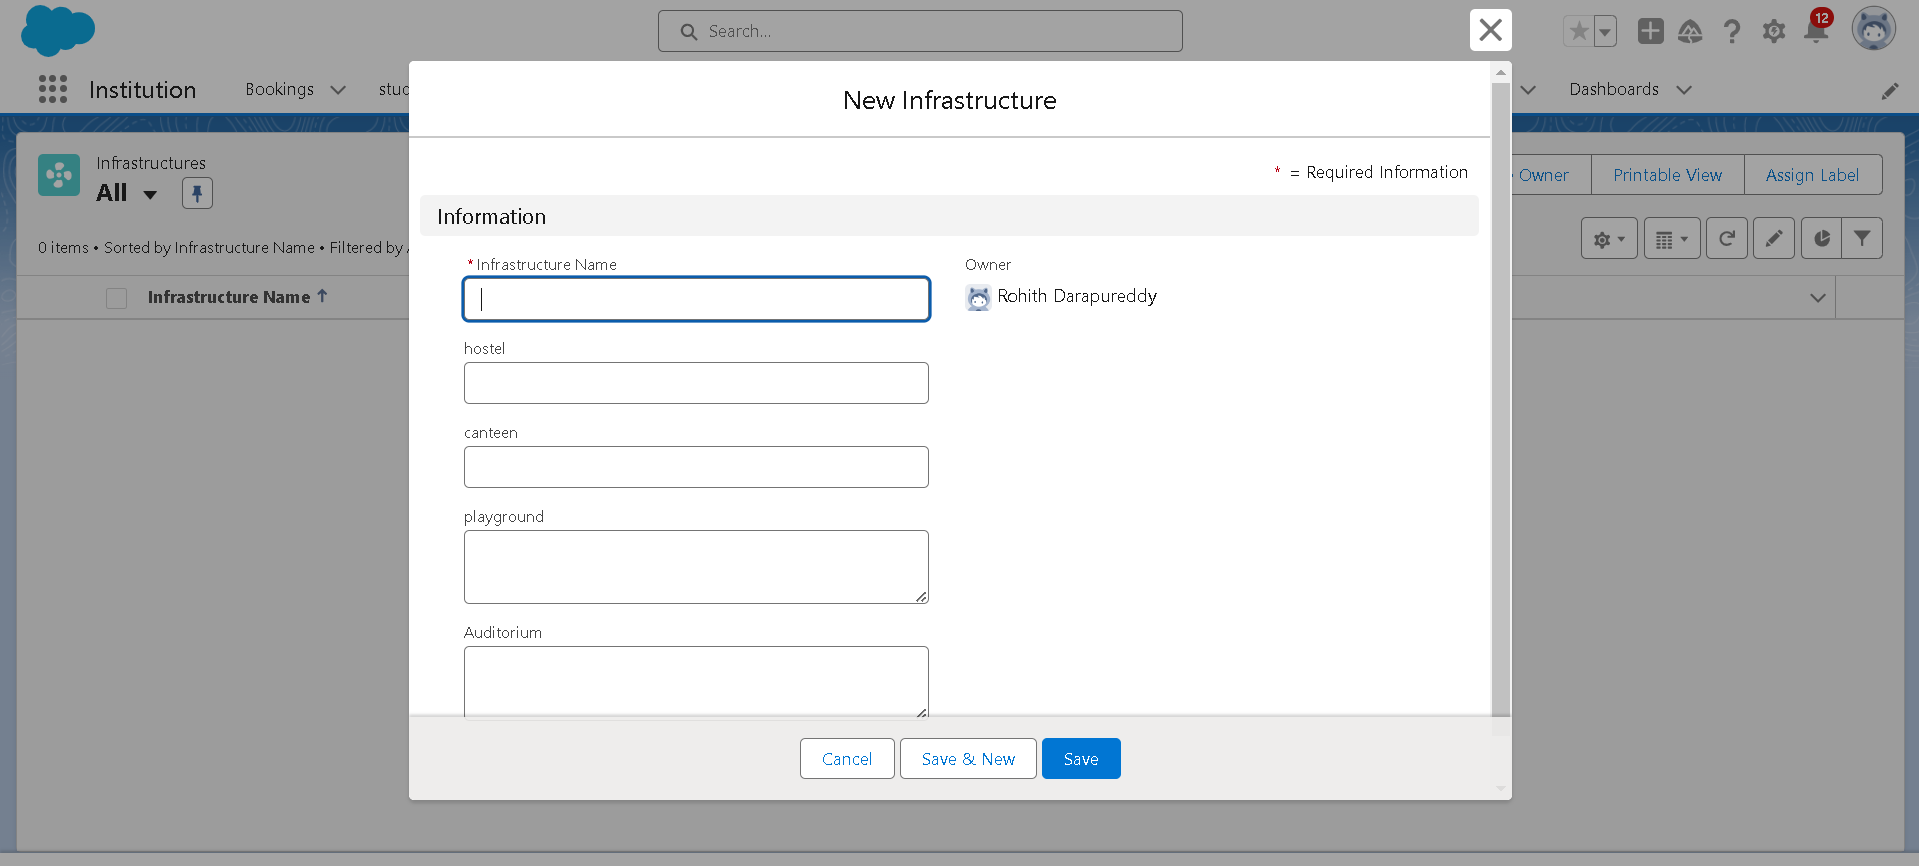 Search...
12
Institution
Bookings
stud
Dashboards
New Infrastructure
Infrastructures
All
Owner
Printable View
Assign Label
* = Required Information
Information
0 items • Sorted by Infrastructure Name • Filtered by
Infrastructure Name
*Infrastructure Name
Owner
Rohith Darapureddy
hostel
canteen
playground
Auditorium
Cancel
Save & New
Save